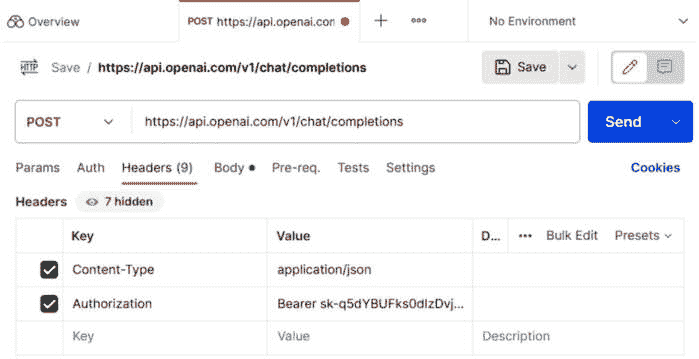 Overview POST https://api.openai.con + ••• No Environment
HTTP Save / https://api.openai.com/v1/chat/completions Save
POST https://api.openai.com/v1/chat/completions Send
Params Auth Headers (9) Body Pre-req. Tests Settings Cookies
Headers 7 hidden
Key Value D... ••• Bulk Edit Presets
Content-Type application/json
Authorization Bearer sk-q5dYBUFks0dlzDvj...
Key Value Description